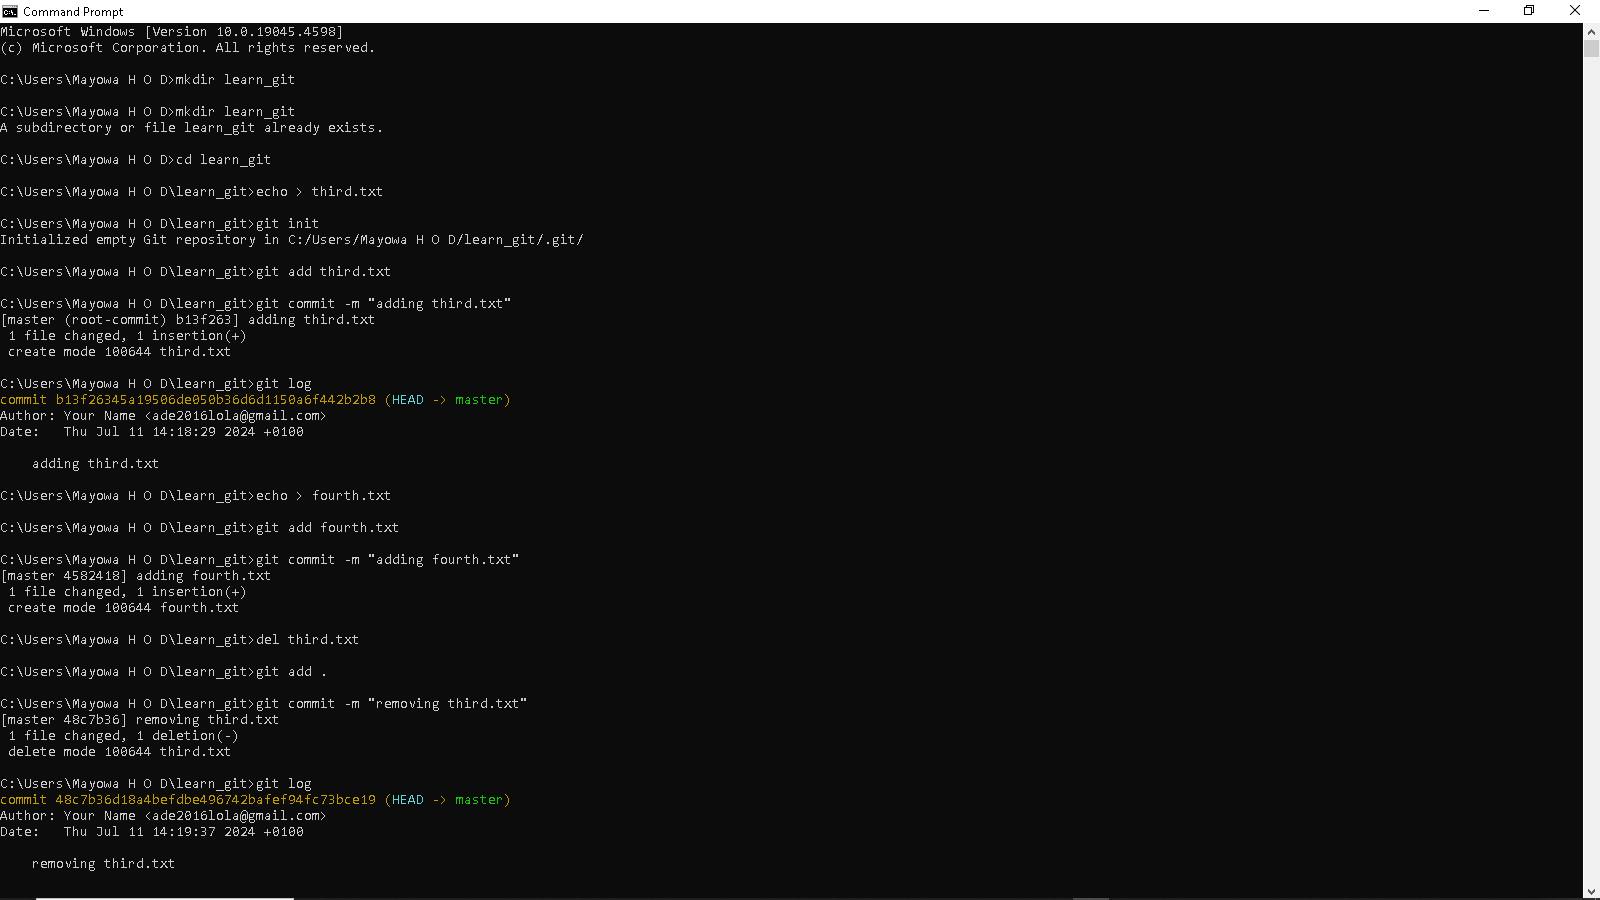 Command Prompt
Microsoft Windows [Version 10.0.19045.4598]
(c) Microsoft Corporation. All rights reserved.
C:\Users\Mayowa H O D>mkdir learn_git
C:\Users\Mayowa H O D>mkdir learn_git
A subdirectory or file learn_git already exists.
C:\Users\Mayowa H O D>cd learn_git
C:\Users\Mayowa H O D\learn_git>echo > third.txt
C:\Users\Mayowa H O D\learn_git>git init
Initialized empty Git repository in C:/Users/Mayowa H O D/learn_git/.git/
C:\Users\Mayowa H O D\learn_git>git add third.txt
C:\Users\Mayowa H O D\learn_git>git commit -m "adding third.txt"
[master (root-commit) b13f263] adding third.txt
 1 file changed, 1 insertion(+)
 create mode 100644 third.txt
C:\Users\Mayowa H O D\learn_git>git log
commit b13f26345a19506de050b36d6d1150a6f442b2b8 (HEAD -> master)
Author: Your Name <ade2016lola@gmail.com>
Date:   Thu Jul 11 14:18:29 2024 +0100
    adding third.txt
C:\Users\Mayowa H O D\learn_git>echo > fourth.txt
C:\Users\Mayowa H O D\learn_git>git add fourth.txt
C:\Users\Mayowa H O D\learn_git>git commit -m "adding fourth.txt"
[master 4582418] adding fourth.txt
 1 file changed, 1 insertion(+)
 create mode 100644 fourth.txt
C:\Users\Mayowa H O D\learn_git>del third.txt
C:\Users\Mayowa H O D\learn_git>git add .
C:\Users\Mayowa H O D\learn_git>git commit -m "removing third.txt"
[master 48c7b36] removing third.txt
 1 file changed, 1 deletion(-)
 delete mode 100644 third.txt
C:\Users\Mayowa H O D\learn_git>git log
commit 48c7b36d18a4befdbe496742bafef94fc73bce19 (HEAD -> master)
Author: Your Name <ade2016lola@gmail.com>
Date:   Thu Jul 11 14:19:37 2024 +0100
    removing third.txt